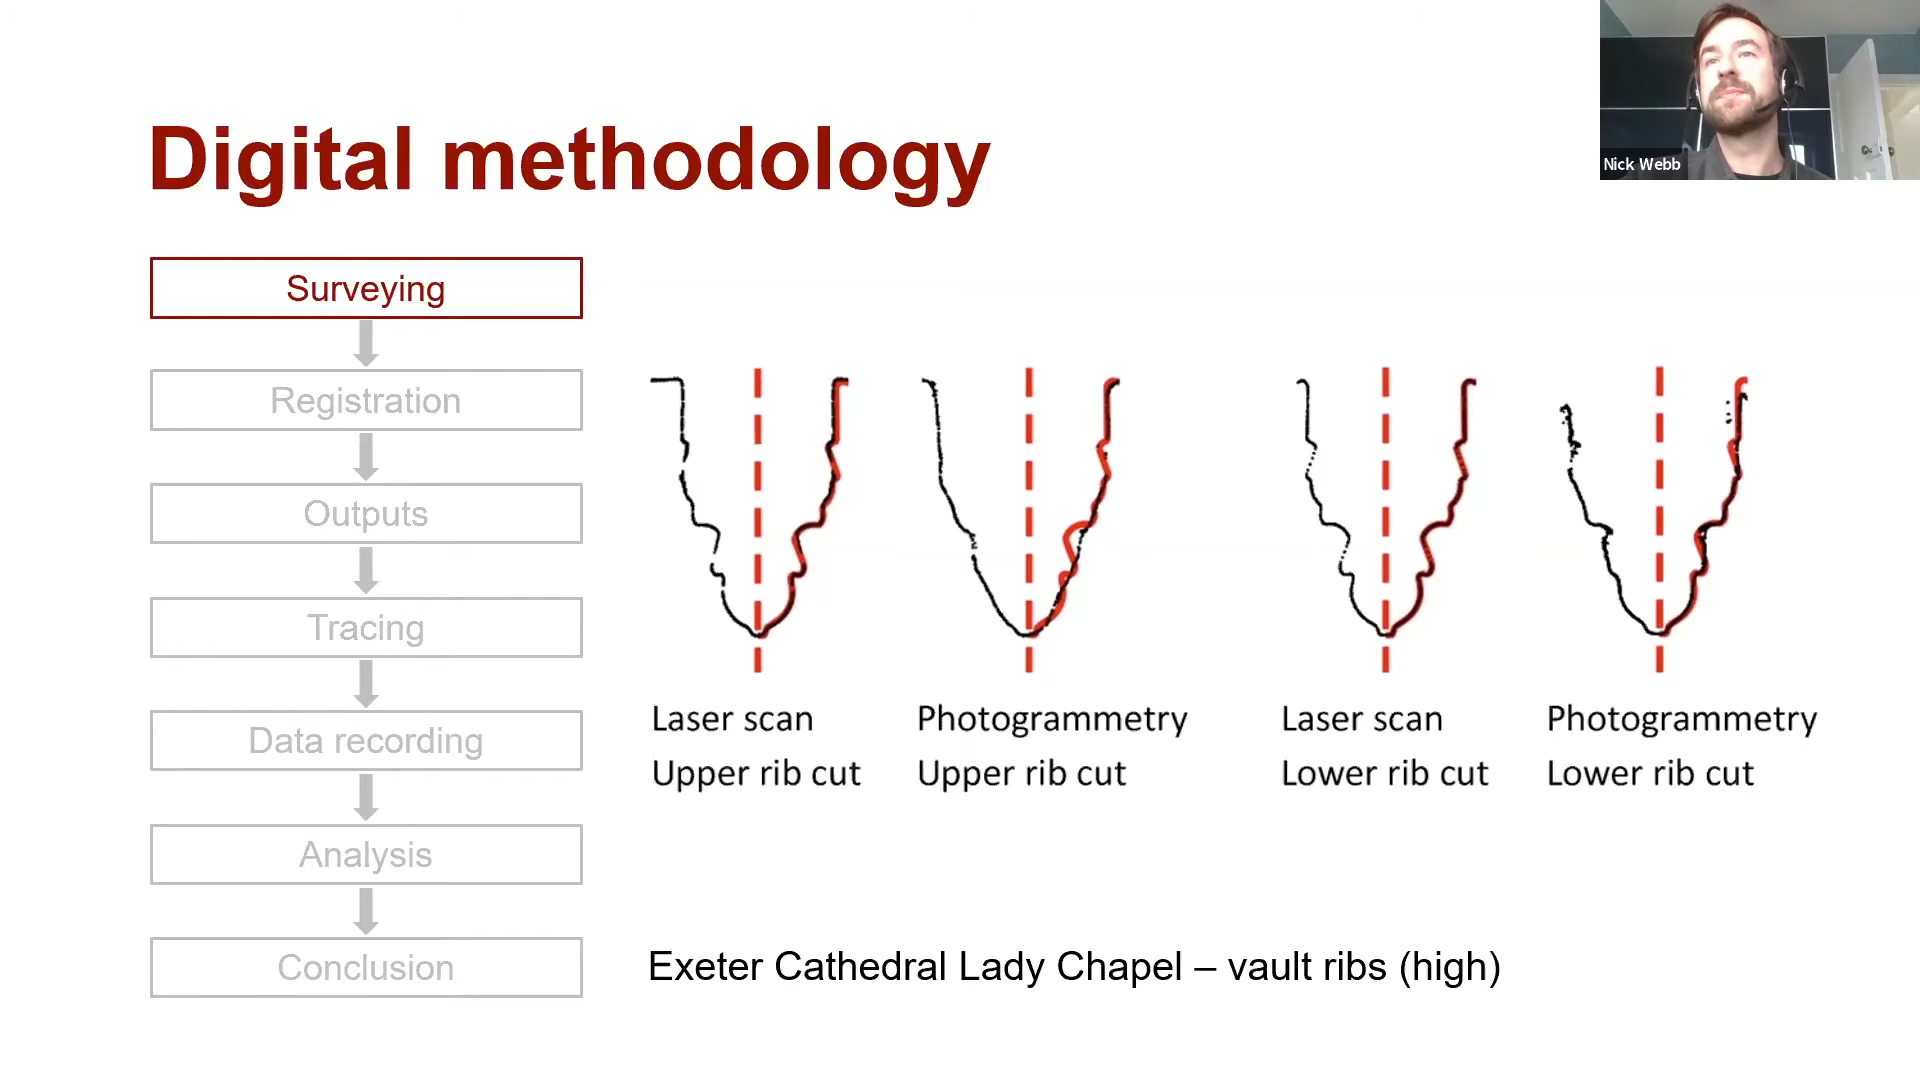 Nick Webb
Digital methodology
Surveying
Registration
Outputs
Tracing
Data recording
Analysis
Conclusion
Laser scan
Upper rib cut
Photogrammetry
Upper rib cut
Laser scan
Lower rib cut
Photogrammetry
Lower rib cut
Exeter Cathedral Lady Chapel – vault ribs (high)